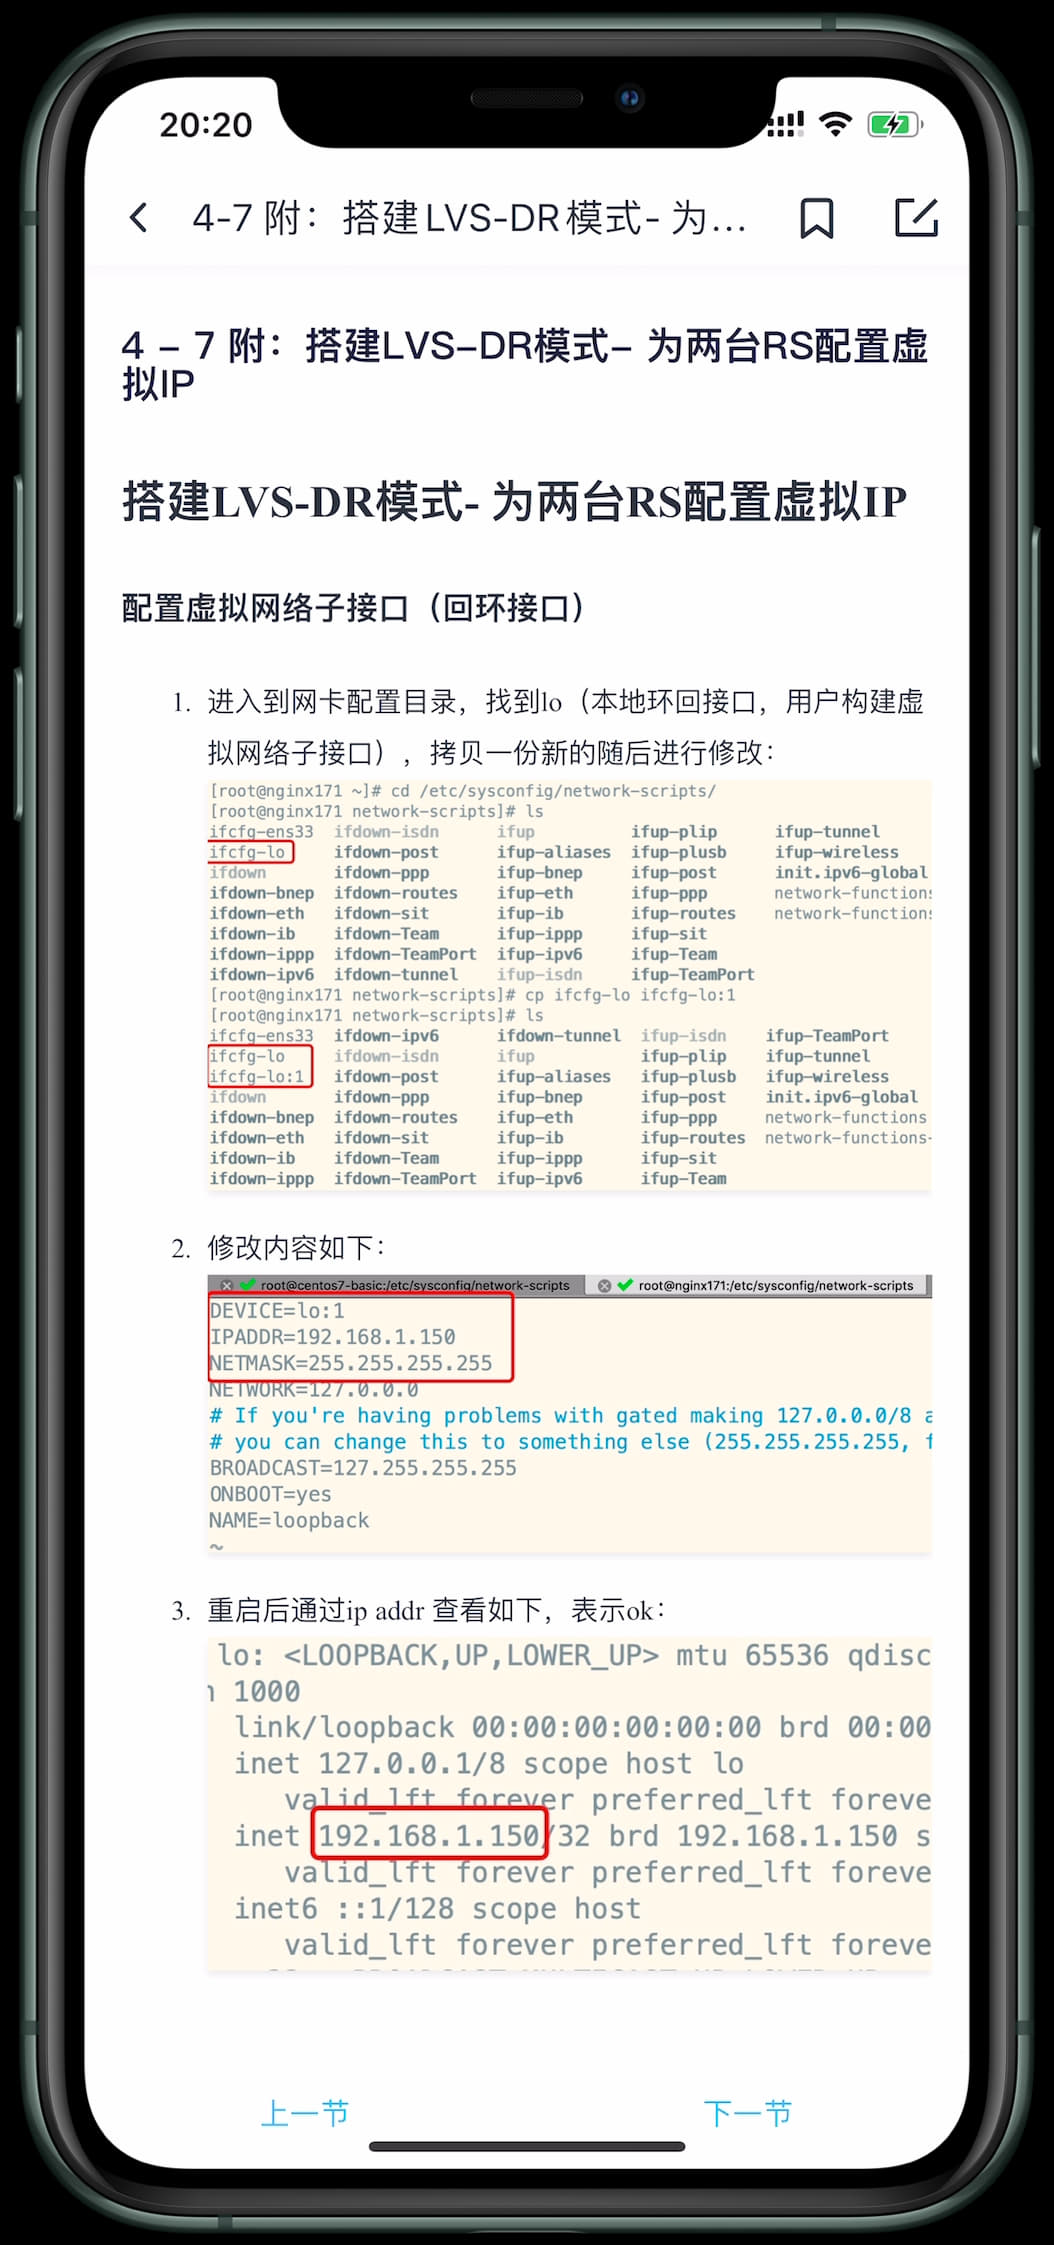 20:20
4-7 附：搭建LVS-DR模式- 为...
4 – 7 附：搭建LVS–DR模式– 为两台RS配置虚
拟IP
搭建LVS-DR模式- 为两台RS配置虚拟IP
配置虚拟网络子接口（回环接口）
1. 进入到网卡配置目录，找到lo（本地环回接口，用户构建虚
拟网络子接口），拷贝一份新的随后进行修改：
[root@nginx171 ~]# cd /etc/sysconfig/network-scripts/
[root@nginx171 network-scripts]# ls
ifcfg-ens33 ifdown-isdn ifup ifup-plip ifup-tunnel
ifcfg-lo ifdown-post ifup-aliases ifup-plusb ifup-wireless
ifdown ifdown-ppp ifup-bnep ifup-post init.ipv6-global
ifdown-bnep ifdown-routes ifup-eth ifup-ppp network-functions
ifdown-eth ifdown-sit ifup-ib ifup-routes network-functions
ifdown-ib ifdown-Team ifup-ippp ifup-sit
ifdown-ippp ifdown-TeamPort ifup-ipv6 ifup-Team
ifdown-ipv6 ifdown-tunnel ifup-isdn ifup-TeamPort
[root@nginx171 network-scripts]# cp ifcfg-lo ifcfg-lo:1
[root@nginx171 network-scripts]# ls
ifcfg-ens33 ifdown-ipv6 ifdown-tunnel ifup-isdn ifup-TeamPort
ifcfg-lo ifdown-isdn ifup ifup-plip ifup-tunnel
ifcfg-lo:1 ifdown-post ifup-aliases ifup-plusb ifup-wireless
ifdown ifdown-ppp ifup-bnep ifup-post init.ipv6-global
ifdown-bnep ifdown-routes ifup-eth ifup-ppp network-functions
ifdown-eth ifdown-sit ifup-ib ifup-routes network-functions-
ifdown-ib ifdown-Team ifup-ippp ifup-sit
ifdown-ippp ifdown-TeamPort ifup-ipv6 ifup-Team
2. 修改内容如下：
root@centos7-basic:/etc/sysconfig/network-scripts root@nginx171:/etc/sysconfig/network-scripts
DEVICE=lo:1
IPADDR=192.168.1.150
NETMASK=255.255.255.255
NETWORK=127.0.0.0
# If you're having problems with gated making 127.0.0.0/8 a
# you can change this to something else (255.255.255.255, f
BROADCAST=127.255.255.255
ONBOOT=yes
NAME=loopback
~
3. 重启后通过ip addr 查看如下，表示ok：
lo: <LOOPBACK,UP,LOWER_UP> mtu 65536 qdisc
n 1000
link/loopback 00:00:00:00:00:00 brd 00:00
inet 127.0.0.1/8 scope host lo
valid_lft forever preferred_lft foreve
inet 192.168.1.150/32 brd 192.168.1.150 s
valid_lft forever preferred_lft foreve
inet6 ::1/128 scope host
valid_lft forever preferred_lft foreve
上一节 下一节